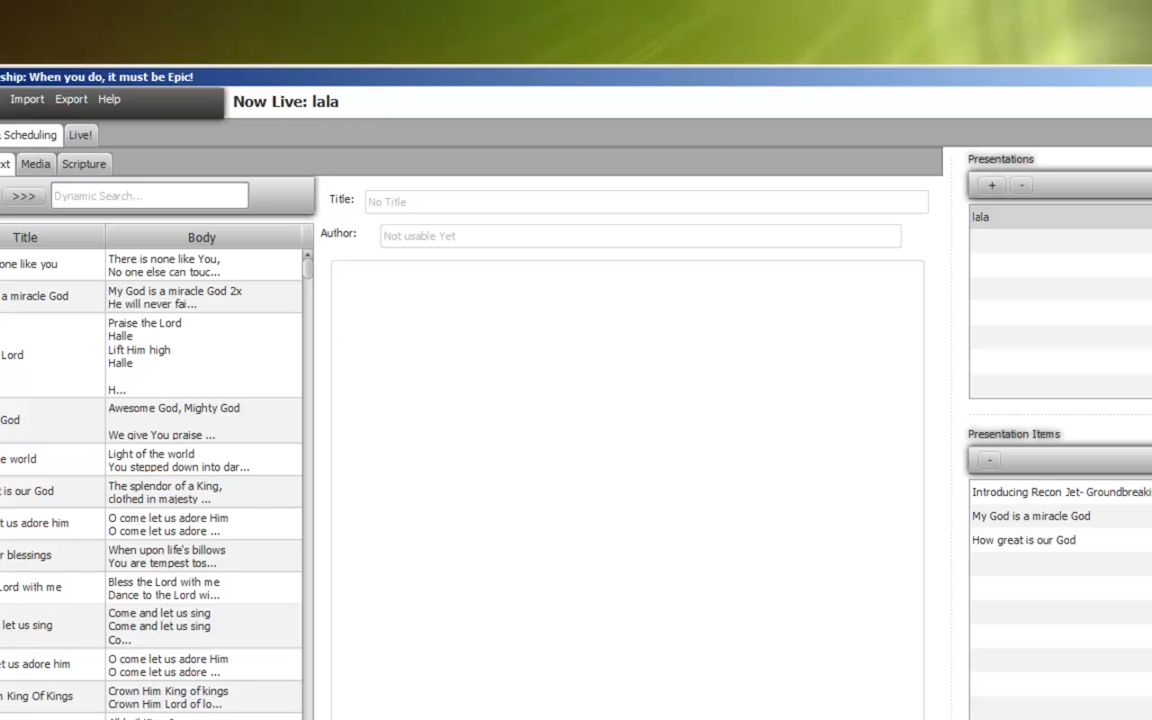 ship: When you do, it must be Epic!
Import Export Help
Now Live: lala
Scheduling Live!
xt Media Scripture
>>> Dynamic Search...
Title Body
one like you
There is none like You,
No one else can touc...
a miracle God
My God is a miracle God 2x
He will never fai...
Lord
Praise the Lord
Halle
Lift Him high
Halle
H...
God
Awesome God, Mighty God
We give You praise ...
e world
Light of the world
You stepped down into dar...
t is our God
The splendor of a King,
clothed in majesty ...
t us adore him
O come let us adore Him
O come let us adore ...
r blessings
When upon life's billows
You are tempest tos...
Lord with me
Bless the Lord with me
Dance to the Lord wi...
let us sing
Come and let us sing
Come and let us sing
Co...
et us adore him
O come let us adore Him
O come let us adore ...
n King Of Kings
Crown Him King of kings
Crown Him Lord of lo...
Title: No Title
Author: Not usable Yet
Presentations
+ -
lala
Presentation Items
-
Introducing Recon Jet- Groundbreaki
My God is a miracle God
How great is our God